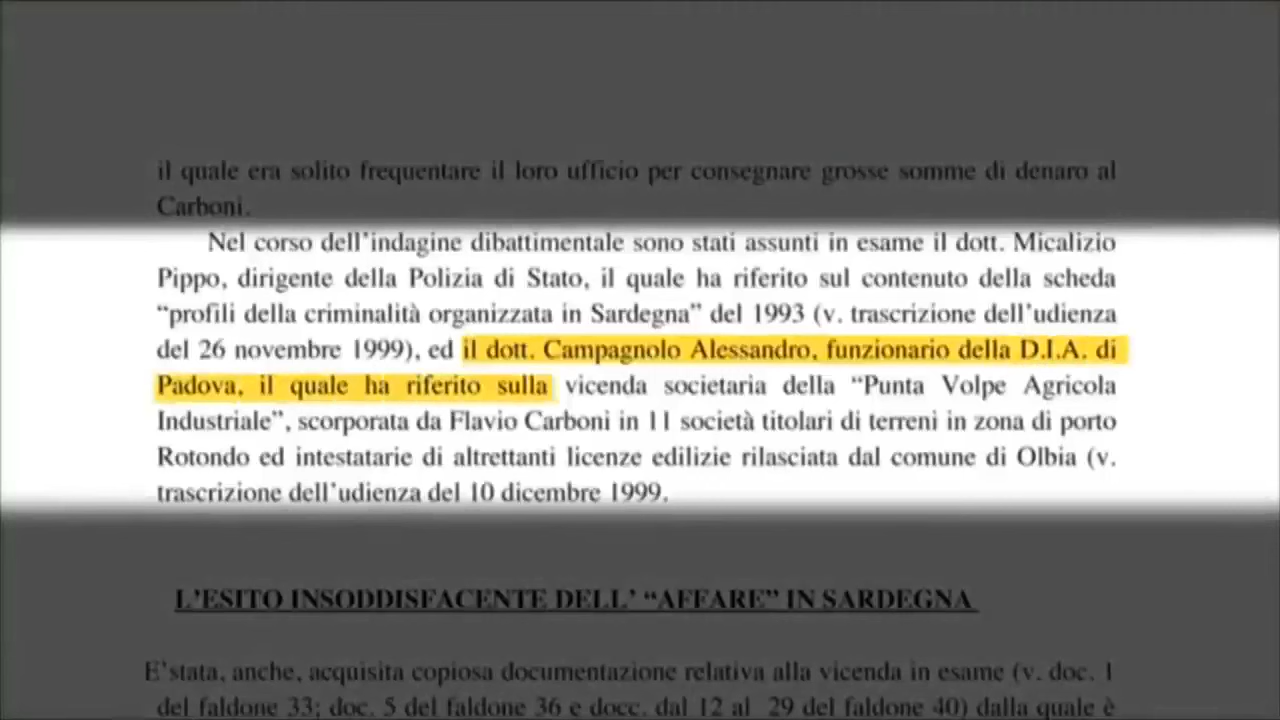 il quale era solito frequentare il loro ufficio per consegnare grosse somme di denaro al
Carboni.
Nel corso dell'indagine dibattimentale sono stati assunti in esame il dott. Micalizio
Pippo, dirigente della Polizia di Stato, il quale ha riferito sul contenuto della scheda
“profili della criminalità organizzata in Sardegna” del 1993 (v. trascrizione dell'udienza
del 26 novembre 1999), ed il dott. Campagnolo Alessandro, funzionario della D.I.A. di
Padova, il quale ha riferito sulla vicenda societaria della “Punta Volpe Agricola
Industriale”, scorporata da Flavio Carboni in 11 società titolari di terreni in zona di porto
Rotondo ed intestatarie di altrettanti licenze edilizie rilasciata dal comune di Olbia (v.
trascrizione dell'udienza del 10 dicembre 1999.
L'ESITO INSODDISFACENTE DELL' “AFFARE” IN SARDEGNA
E'stata, anche, acquisita copiosa documentazione relativa alla vicenda in esame (v. doc. 1
del faldone 33; doc. 5 del faldone 36 e docc. dal 12 al 29 del faldone 40) dalla quale è